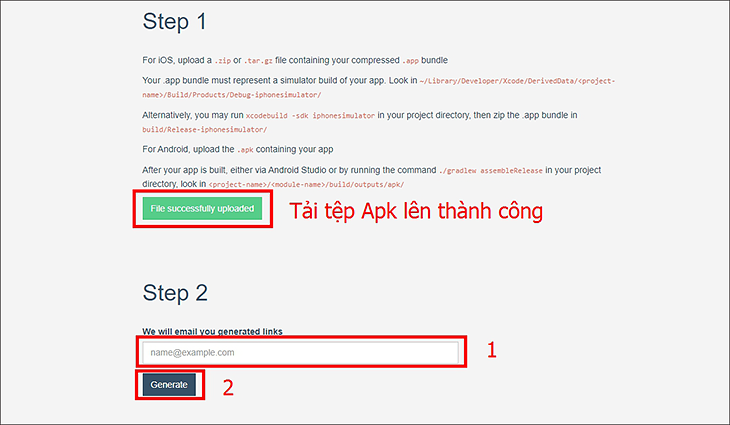 Step 1
For iOS, upload a .zip or .tar.gz file containing your compressed .app bundle
Your .app bundle must represent a simulator build of your app. Look in ~/Library/Developer/Xcode/DerivedData/<project-
name>/Build/Products/Debug-iphonesimulator/
Alternatively, you may run xcodebuild -sdk iphonesimulator in your project directory, then zip the .app bundle in
build/Release-iphonesimulator/
For Android, upload the .apk containing your app
After your app is built, either via Android Studio or by running the command ./gradlew assembleRelease in your project
directory, look in <project-name>/<module-name>/build/outputs/apk/
File successfully uploaded
Tải tệp Apk lên thành công
Step 2
We will email you generated links
name@example.com
1
Generate
2